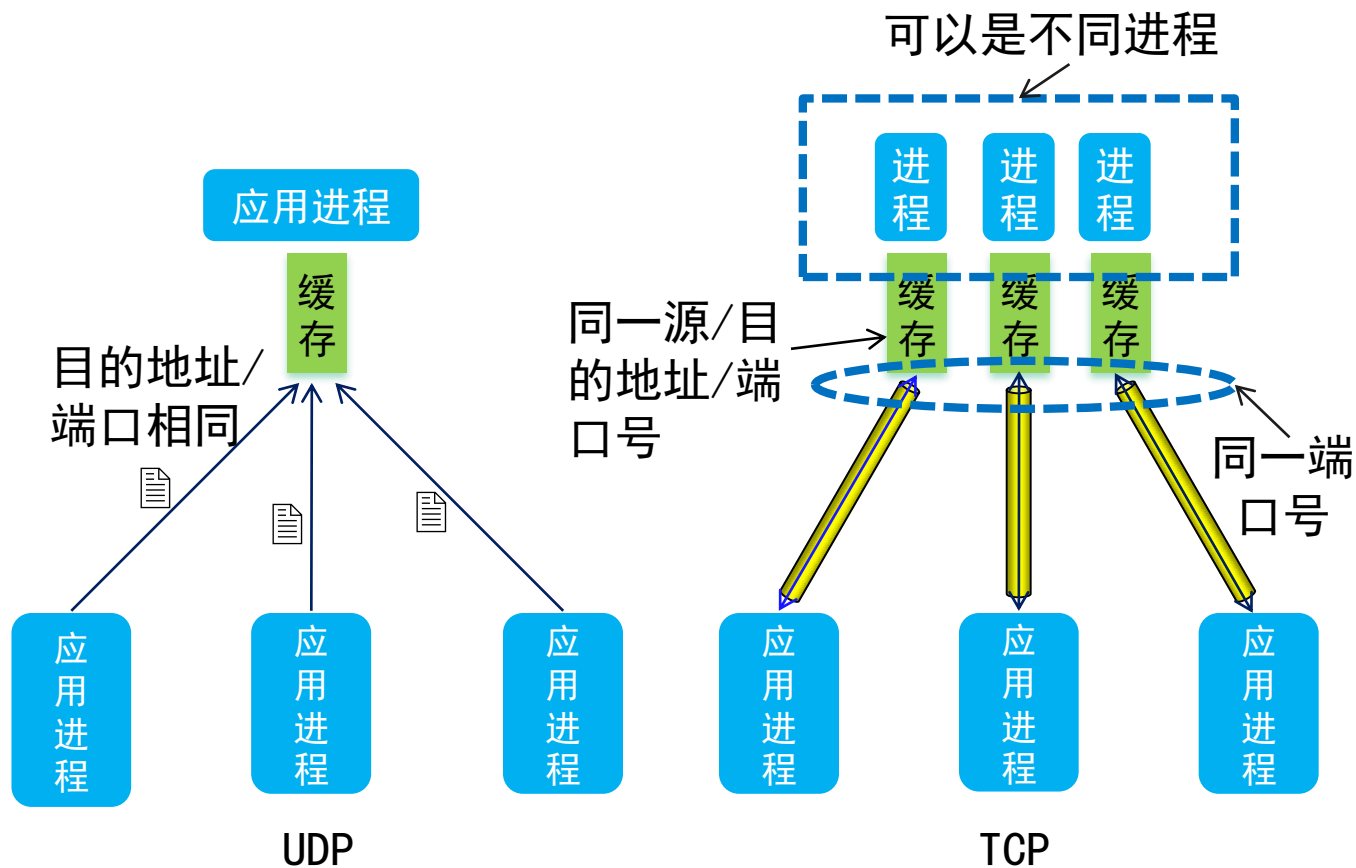 可以是不同进程
应用进程
缓
存
目的地址/
端口相同
应
用
进
程
应
用
进
程
应
用
进
程
UDP
进
程
进
程
进
程
缓
存
缓
存
缓
存
同一源/目
的地址/端
口号
同一端
口号
应
用
进
程
应
用
进
程
应
用
进
程
TCP